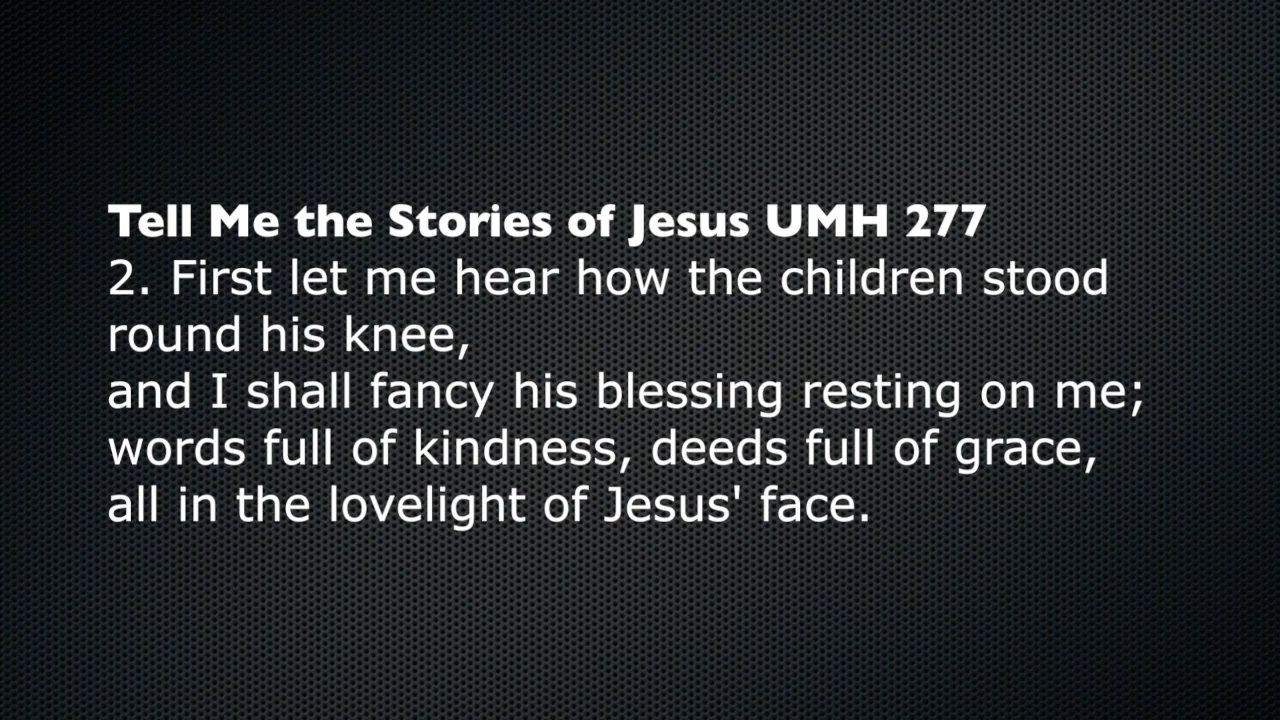 Tell Me the Stories of Jesus UMH 277
2. First let me hear how the children stood
round his knee,
and I shall fancy his blessing resting on me;
words full of kindness, deeds full of grace,
all in the lovelight of Jesus' face.